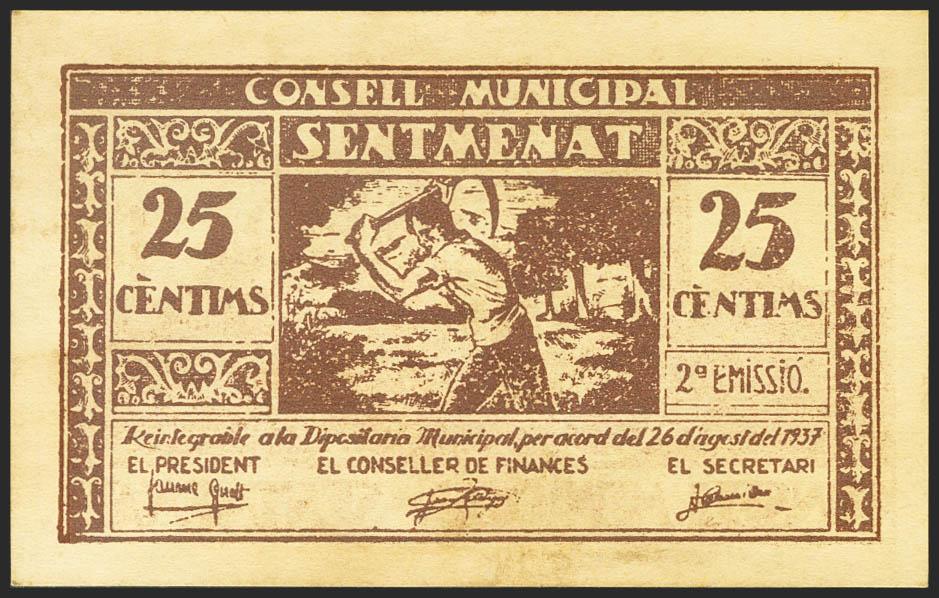 CONSELL MUNICIPAL
SENTMENAT
25
CÈNTIMS
25
CÈNTIMS
2ª EMISSIÓ.
Reintegrable a la Dipositaria Municipal, per acord del 26 d'agost del 1937
EL PRESIDENT EL CONSELLER DE FINANCES EL SECRETARI
Jaume